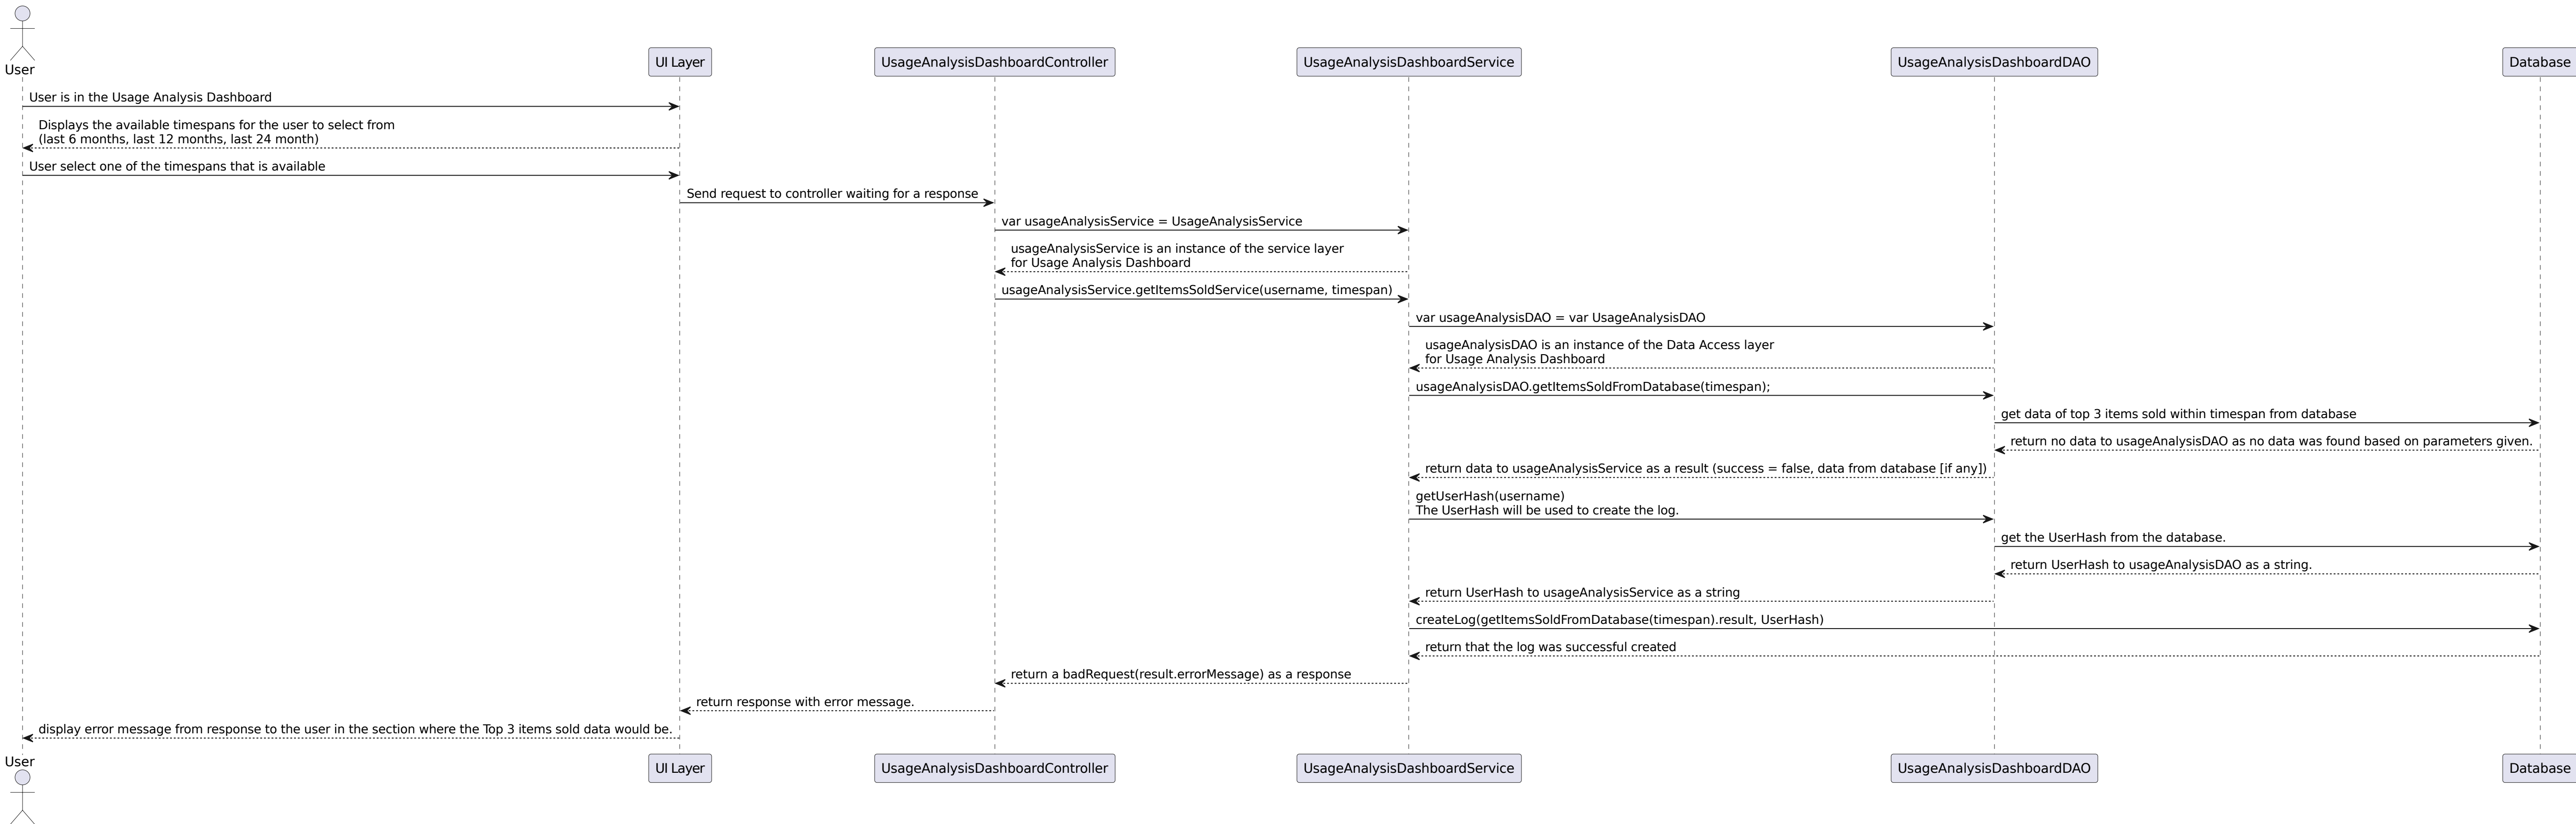 User
UI Layer
UsageAnalysisDashboardController
UsageAnalysisDashboardService
UsageAnalysisDashboardDAO
Database
User is in the Usage Analysis Dashboard
Displays the available timespans for the user to select from
(last 6 months, last 12 months, last 24 month)
User select one of the timespans that is available
Send request to controller waiting for a response
var usageAnalysisService = UsageAnalysisService
usageAnalysisService is an instance of the service layer
for Usage Analysis Dashboard
usageAnalysisService.getItemsSoldService(username, timespan)
var usageAnalysisDAO = var UsageAnalysisDAO
usageAnalysisDAO is an instance of the Data Access layer
for Usage Analysis Dashboard
usageAnalysisDAO.getItemsSoldFromDatabase(timespan);
get data of top 3 items sold within timespan from database
return no data to usageAnalysisDAO as no data was found based on parameters given.
return data to usageAnalysisService as a result (success = false, data from database [if any])
getUserHash(username)
The UserHash will be used to create the log.
get the UserHash from the database.
return UserHash to usageAnalysisDAO as a string.
return UserHash to usageAnalysisService as a string
createLog(getItemsSoldFromDatabase(timespan).result, UserHash)
return that the log was successful created
return a badRequest(result.errorMessage) as a response
return response with error message.
display error message from response to the user in the section where the Top 3 items sold data would be.
User
UI Layer
UsageAnalysisDashboardController
UsageAnalysisDashboardService
UsageAnalysisDashboardDAO
Database